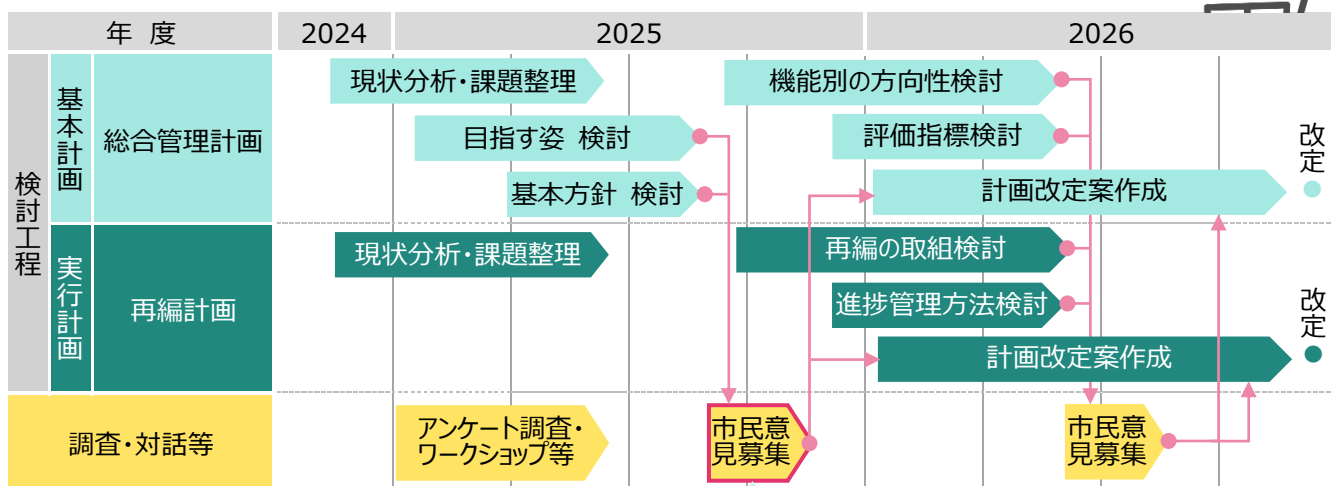 年 度
2024
2025
2026
検討工程
基本計画
総合管理計画
現状分析・課題整理
機能別の方向性検討
目指す姿 検討
評価指標検討
基本方針 検討
計画改定案作成
改定
実行計画
再編計画
現状分析・課題整理
再編の取組検討
進捗管理方法検討
計画改定案作成
改定
調査・対話等
アンケート調査・
ワークショップ等
市民意
見募集
市民意
見募集